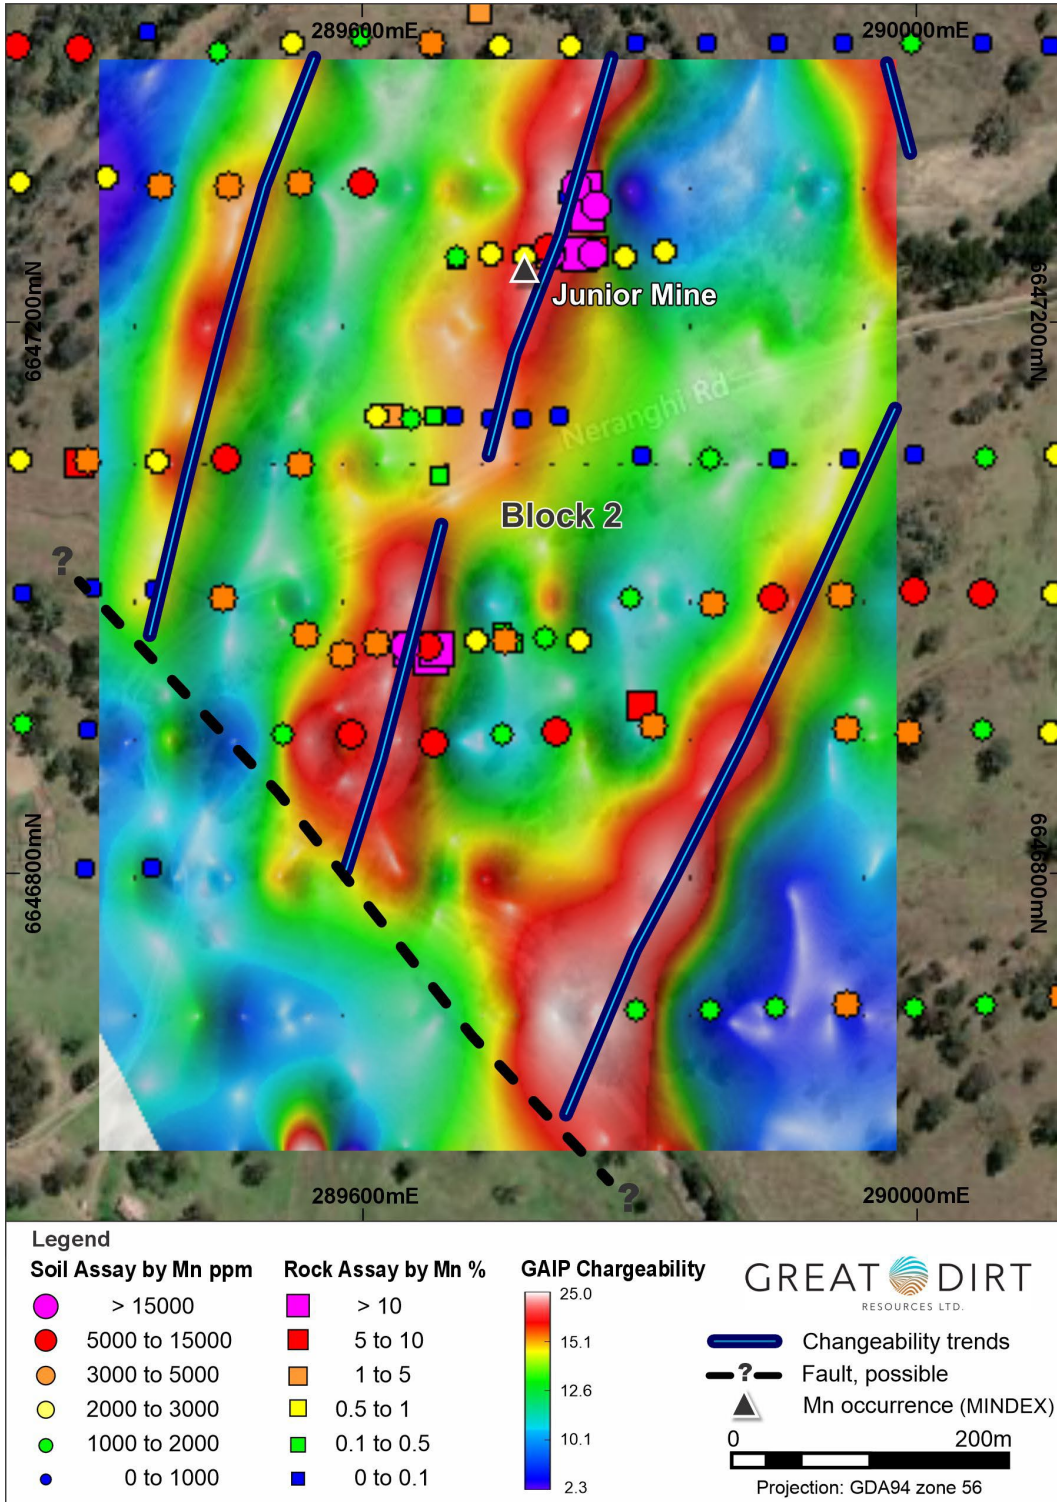 289600mE
290000mE
6647200mN
6647200mN
Junior Mine
Neranghi Rd
Block 2
?
6646800mN
6646800mN
?
289600mE
290000mE
Legend
Soil Assay by Mn ppm
> 15000
5000 to 15000
3000 to 5000
2000 to 3000
1000 to 2000
0 to 1000
Rock Assay by Mn %
> 10
5 to 10
1 to 5
0.5 to 1
0.1 to 0.5
0 to 0.1
GAIP Chargeability
25.0
15.1
12.6
10.1
2.3
GREAT DIRT
RESOURCES LTD.
Changeability trends
? Fault, possible
Mn occurrence (MINDEX)
0 200m
Projection: GDA94 zone 56